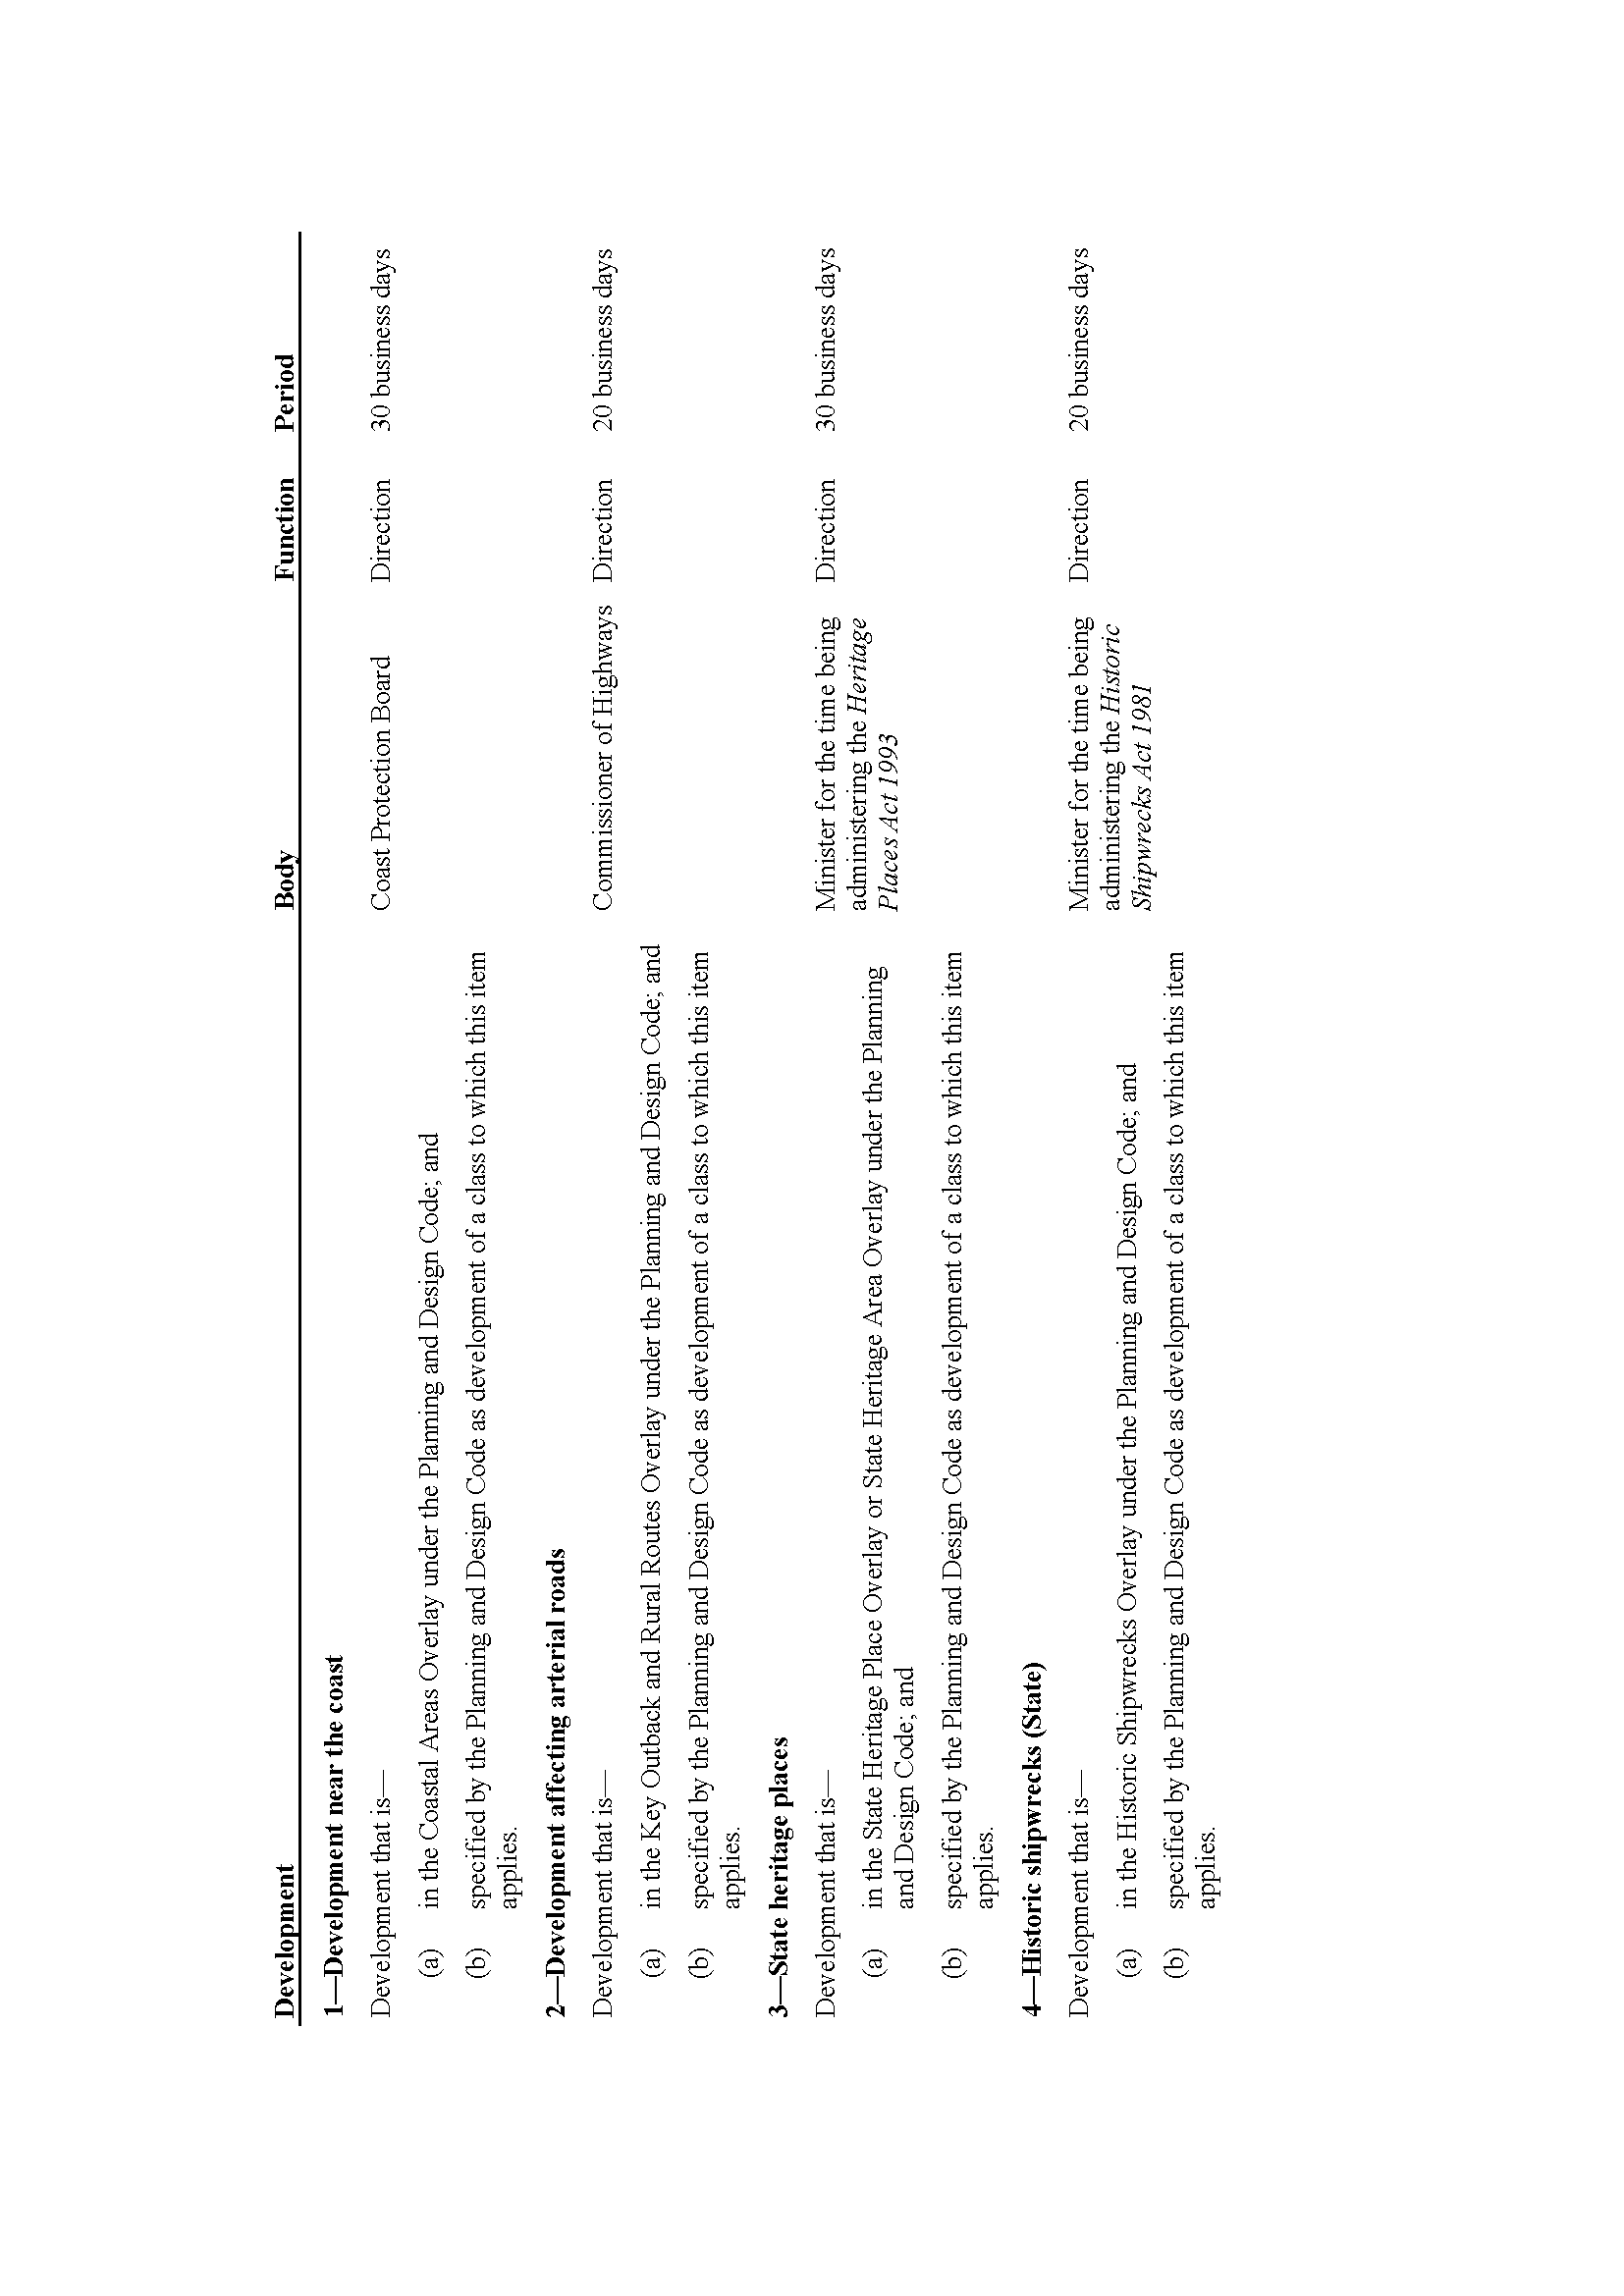 Development Body Function Period
1—Development near the coast
Development that is— Coast Protection Board Direction 30 business days
(a) in the Coastal Areas Overlay under the Planning and Design Code; and
(b) specified by the Planning and Design Code as development of a class to which this item
applies.
2—Development affecting arterial roads
Development that is— Commissioner of Highways Direction 20 business days
(a) in the Key Outback and Rural Routes Overlay under the Planning and Design Code; and
(b) specified by the Planning and Design Code as development of a class to which this item
applies.
3—State heritage places
Development that is— Minister for the time being Direction 30 business days
administering the Heritage
(a) in the State Heritage Place Overlay or State Heritage Area Overlay under the Planning
Places Act 1993
and Design Code; and
(b) specified by the Planning and Design Code as development of a class to which this item
applies.
4—Historic shipwrecks (State)
Development that is— Minister for the time being Direction 20 business days
administering the Historic
(a) in the Historic Shipwrecks Overlay under the Planning and Design Code; and
Shipwrecks Act 1981
(b) specified by the Planning and Design Code as development of a class to which this item
applies.